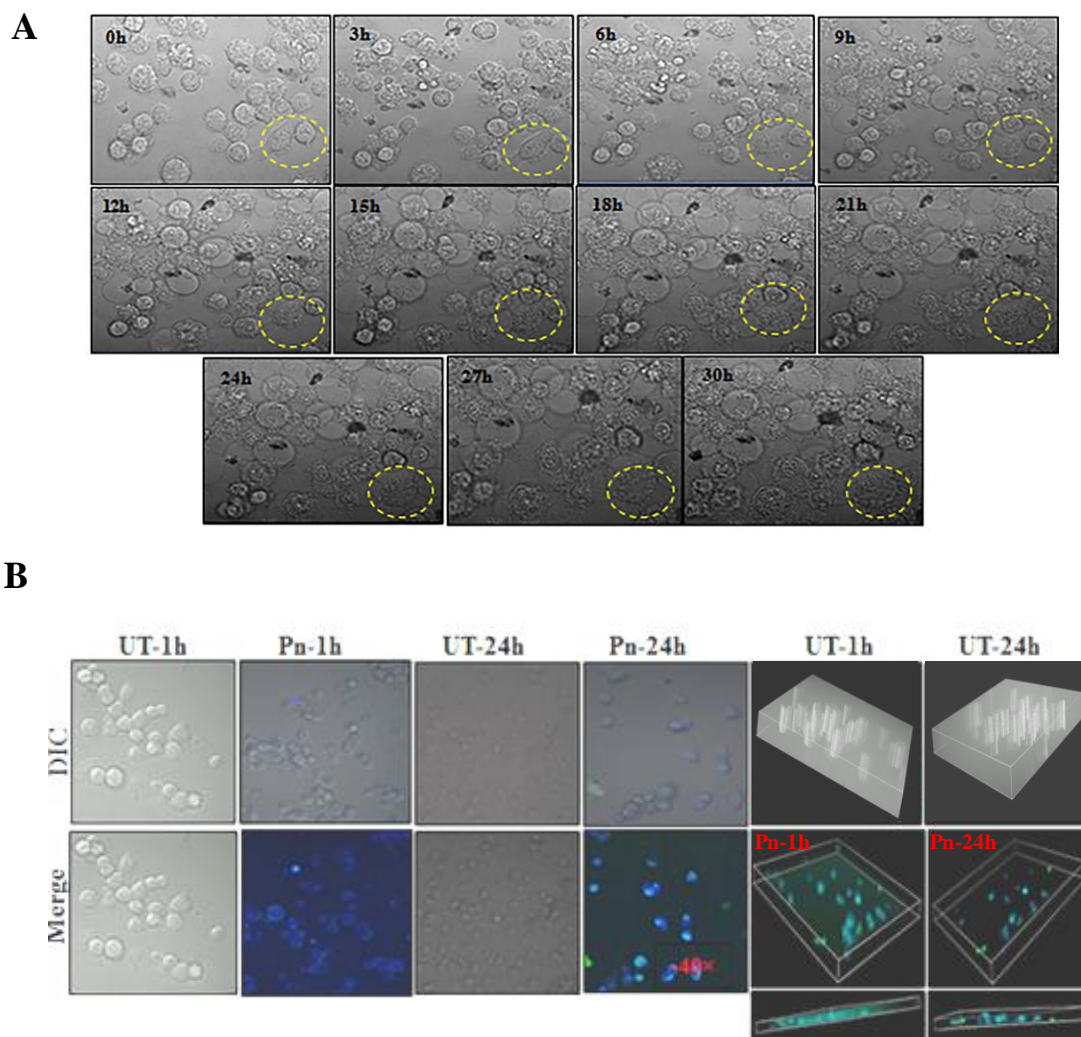 A
0h 3h 6h 9h
12h 15h 18h 21h
24h 27h 30h
B
UT-1h Pn-1h UT-24h Pn-24h UT-1h UT-24h
DIC
Merge
Pn-1h Pn-24h
40×